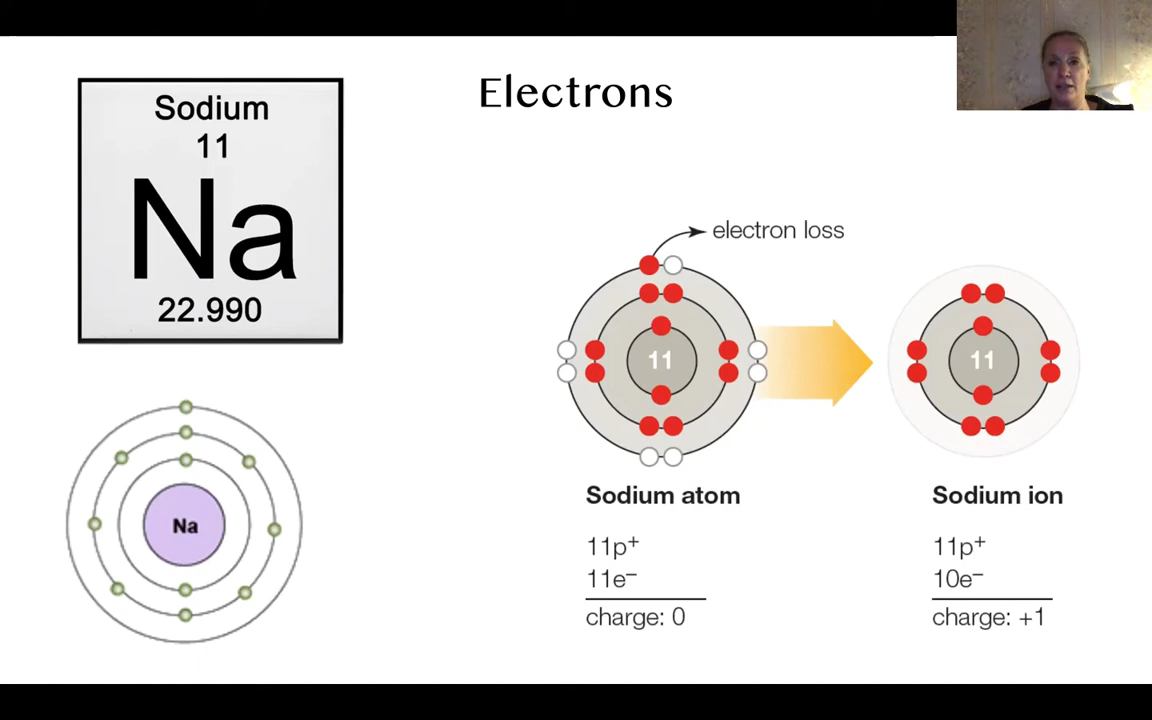 Electrons
Sodium
11
Na
22.990
electron loss
11
11
Na
Sodium atom
11p⁺
11e⁻
charge: 0
Sodium ion
11p⁺
10e⁻
charge: +1